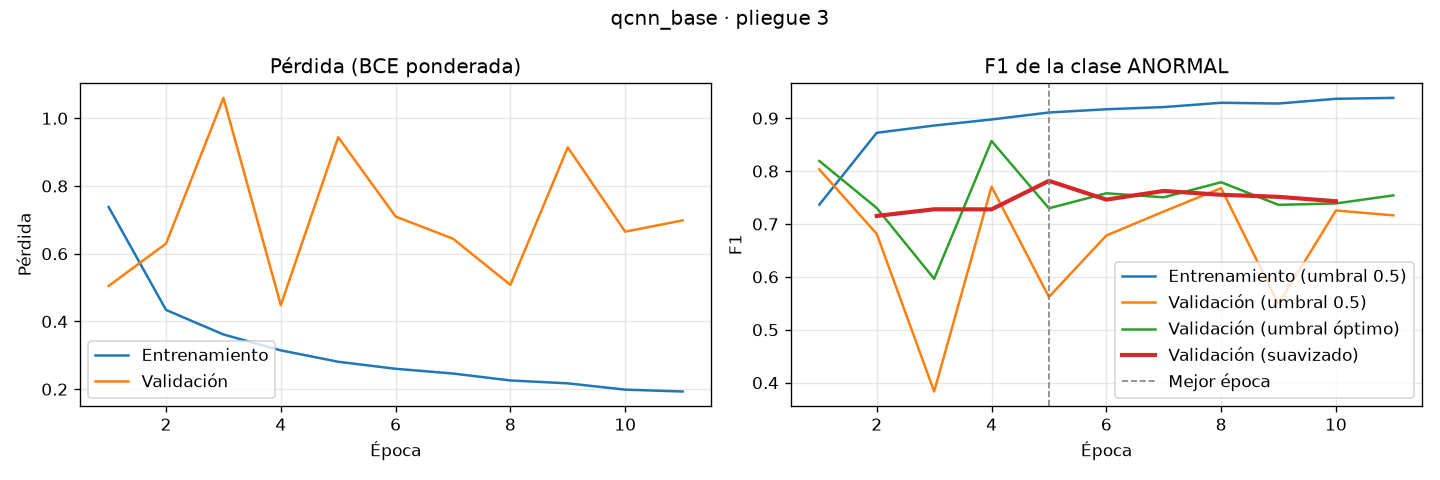 qcnn_base · pliegue 3
Pérdida (BCE ponderada)
Pérdida
1.0
0.8
0.6
0.4
0.2
Entrenamiento
Validación
2 4 6 8 10
Época
F1 de la clase ANORMAL
F1
0.9
0.8
0.7
0.6
0.5
0.4
Entrenamiento (umbral 0.5)
Validación (umbral 0.5)
Validación (umbral óptimo)
Validación (suavizado)
Mejor época
2 4 6 8 10
Época